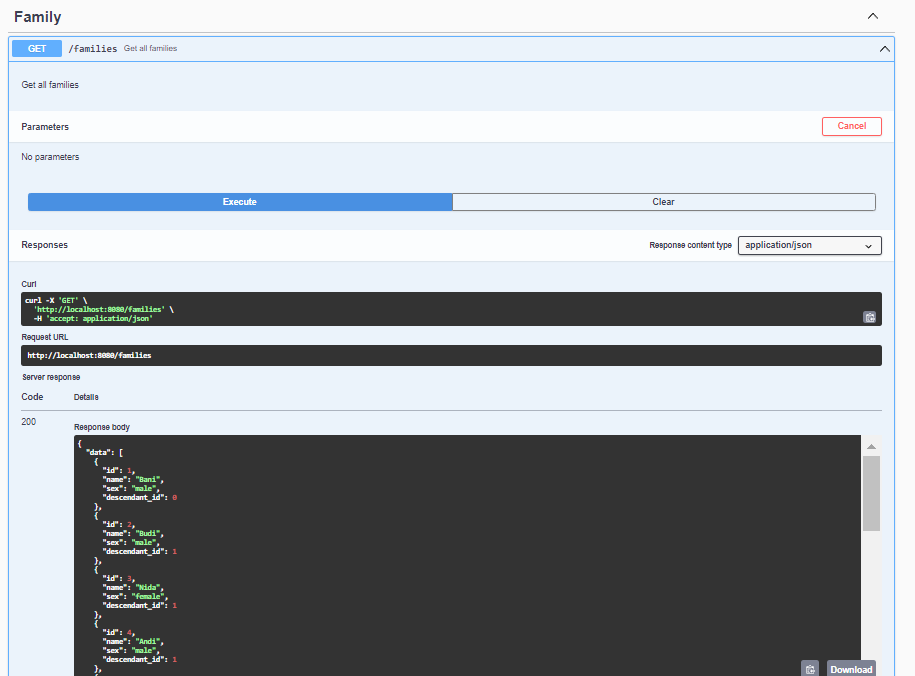 Family
GET /families Get all families
Get all families
Parameters Cancel
No parameters
Execute Clear
Responses Response content type application/json
Curl
curl -X 'GET' \
'http://localhost:8080/families' \
-H 'accept: application/json'
Request URL
http://localhost:8080/families
Server response
Code Details
200
Response body
{
"data": [
{
"id": 1,
"name": "Bani",
"sex": "male",
"descendant_id": 0
},
{
"id": 2,
"name": "Budi",
"sex": "male",
"descendant_id": 1
},
{
"id": 3,
"name": "Nida",
"sex": "female",
"descendant_id": 1
},
{
"id": 4,
"name": "Andi",
"sex": "male",
"descendant_id": 1
},
{
Download